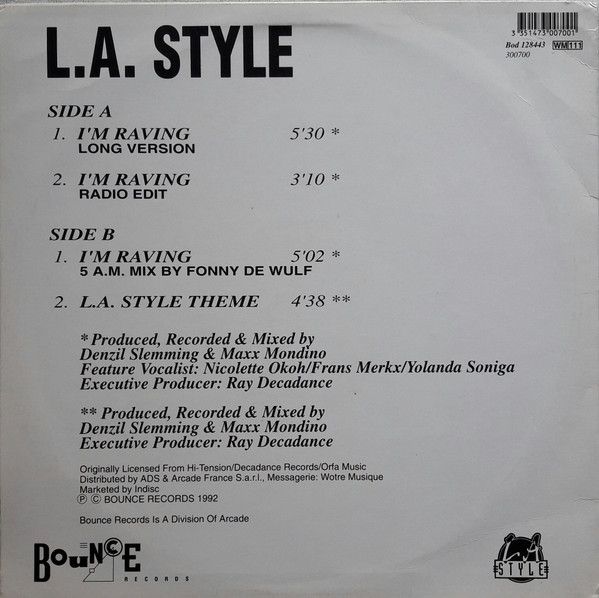 L.A. STYLE
3 351473 007001
Bod 128443 WM 111
300700
SIDE A
1. I'M RAVING 5'30 *
LONG VERSION
2. I'M RAVING 3'10 *
RADIO EDIT
SIDE B
1. I'M RAVING 5'02 *
5 A.M. MIX BY FONNY DE WULF
2. L.A. STYLE THEME 4'38 **
* Produced, Recorded & Mixed by
Denzil Slemming & Maxx Mondino
Feature Vocalist: Nicolette Okoh/Frans Merkx/Yolanda Soniga
Executive Producer: Ray Decadance
** Produced, Recorded & Mixed by
Denzil Slemming & Maxx Mondino
Executive Producer: Ray Decadance
Originally Licensed From Hi-Tension/Decadance Records/Orfa Music
Distributed by ADS & Arcade France S.a.r.l., Messagerie: Wotre Musique
Marketed by Indisc
Ⓟ Ⓒ BOUNCE RECORDS 1992
Bounce Records Is A Division Of Arcade
BOUNCE
RECORDS
L.A.
STYLE